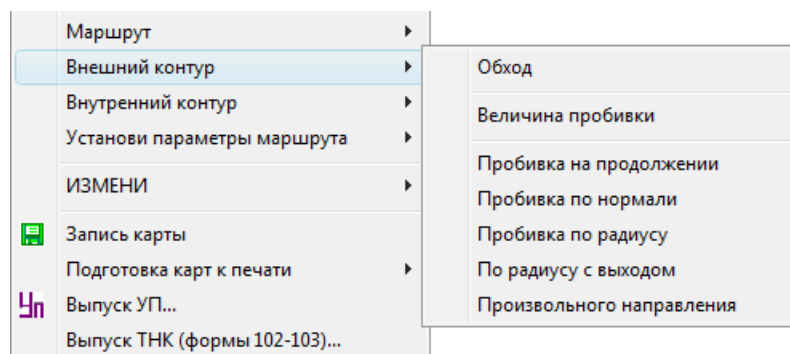 Маршрут
Внешний контур
Внутренний контур
Установи параметры маршрута
ИЗМЕНИ
Запись карты
Подготовка карт к печати
Уп Выпуск УП...
Выпуск ТНК (формы 102-103)...
Обход
Величина пробивки
Пробивка на продолжении
Пробивка по нормали
Пробивка по радиусу
По радиусу с выходом
Произвольного направления